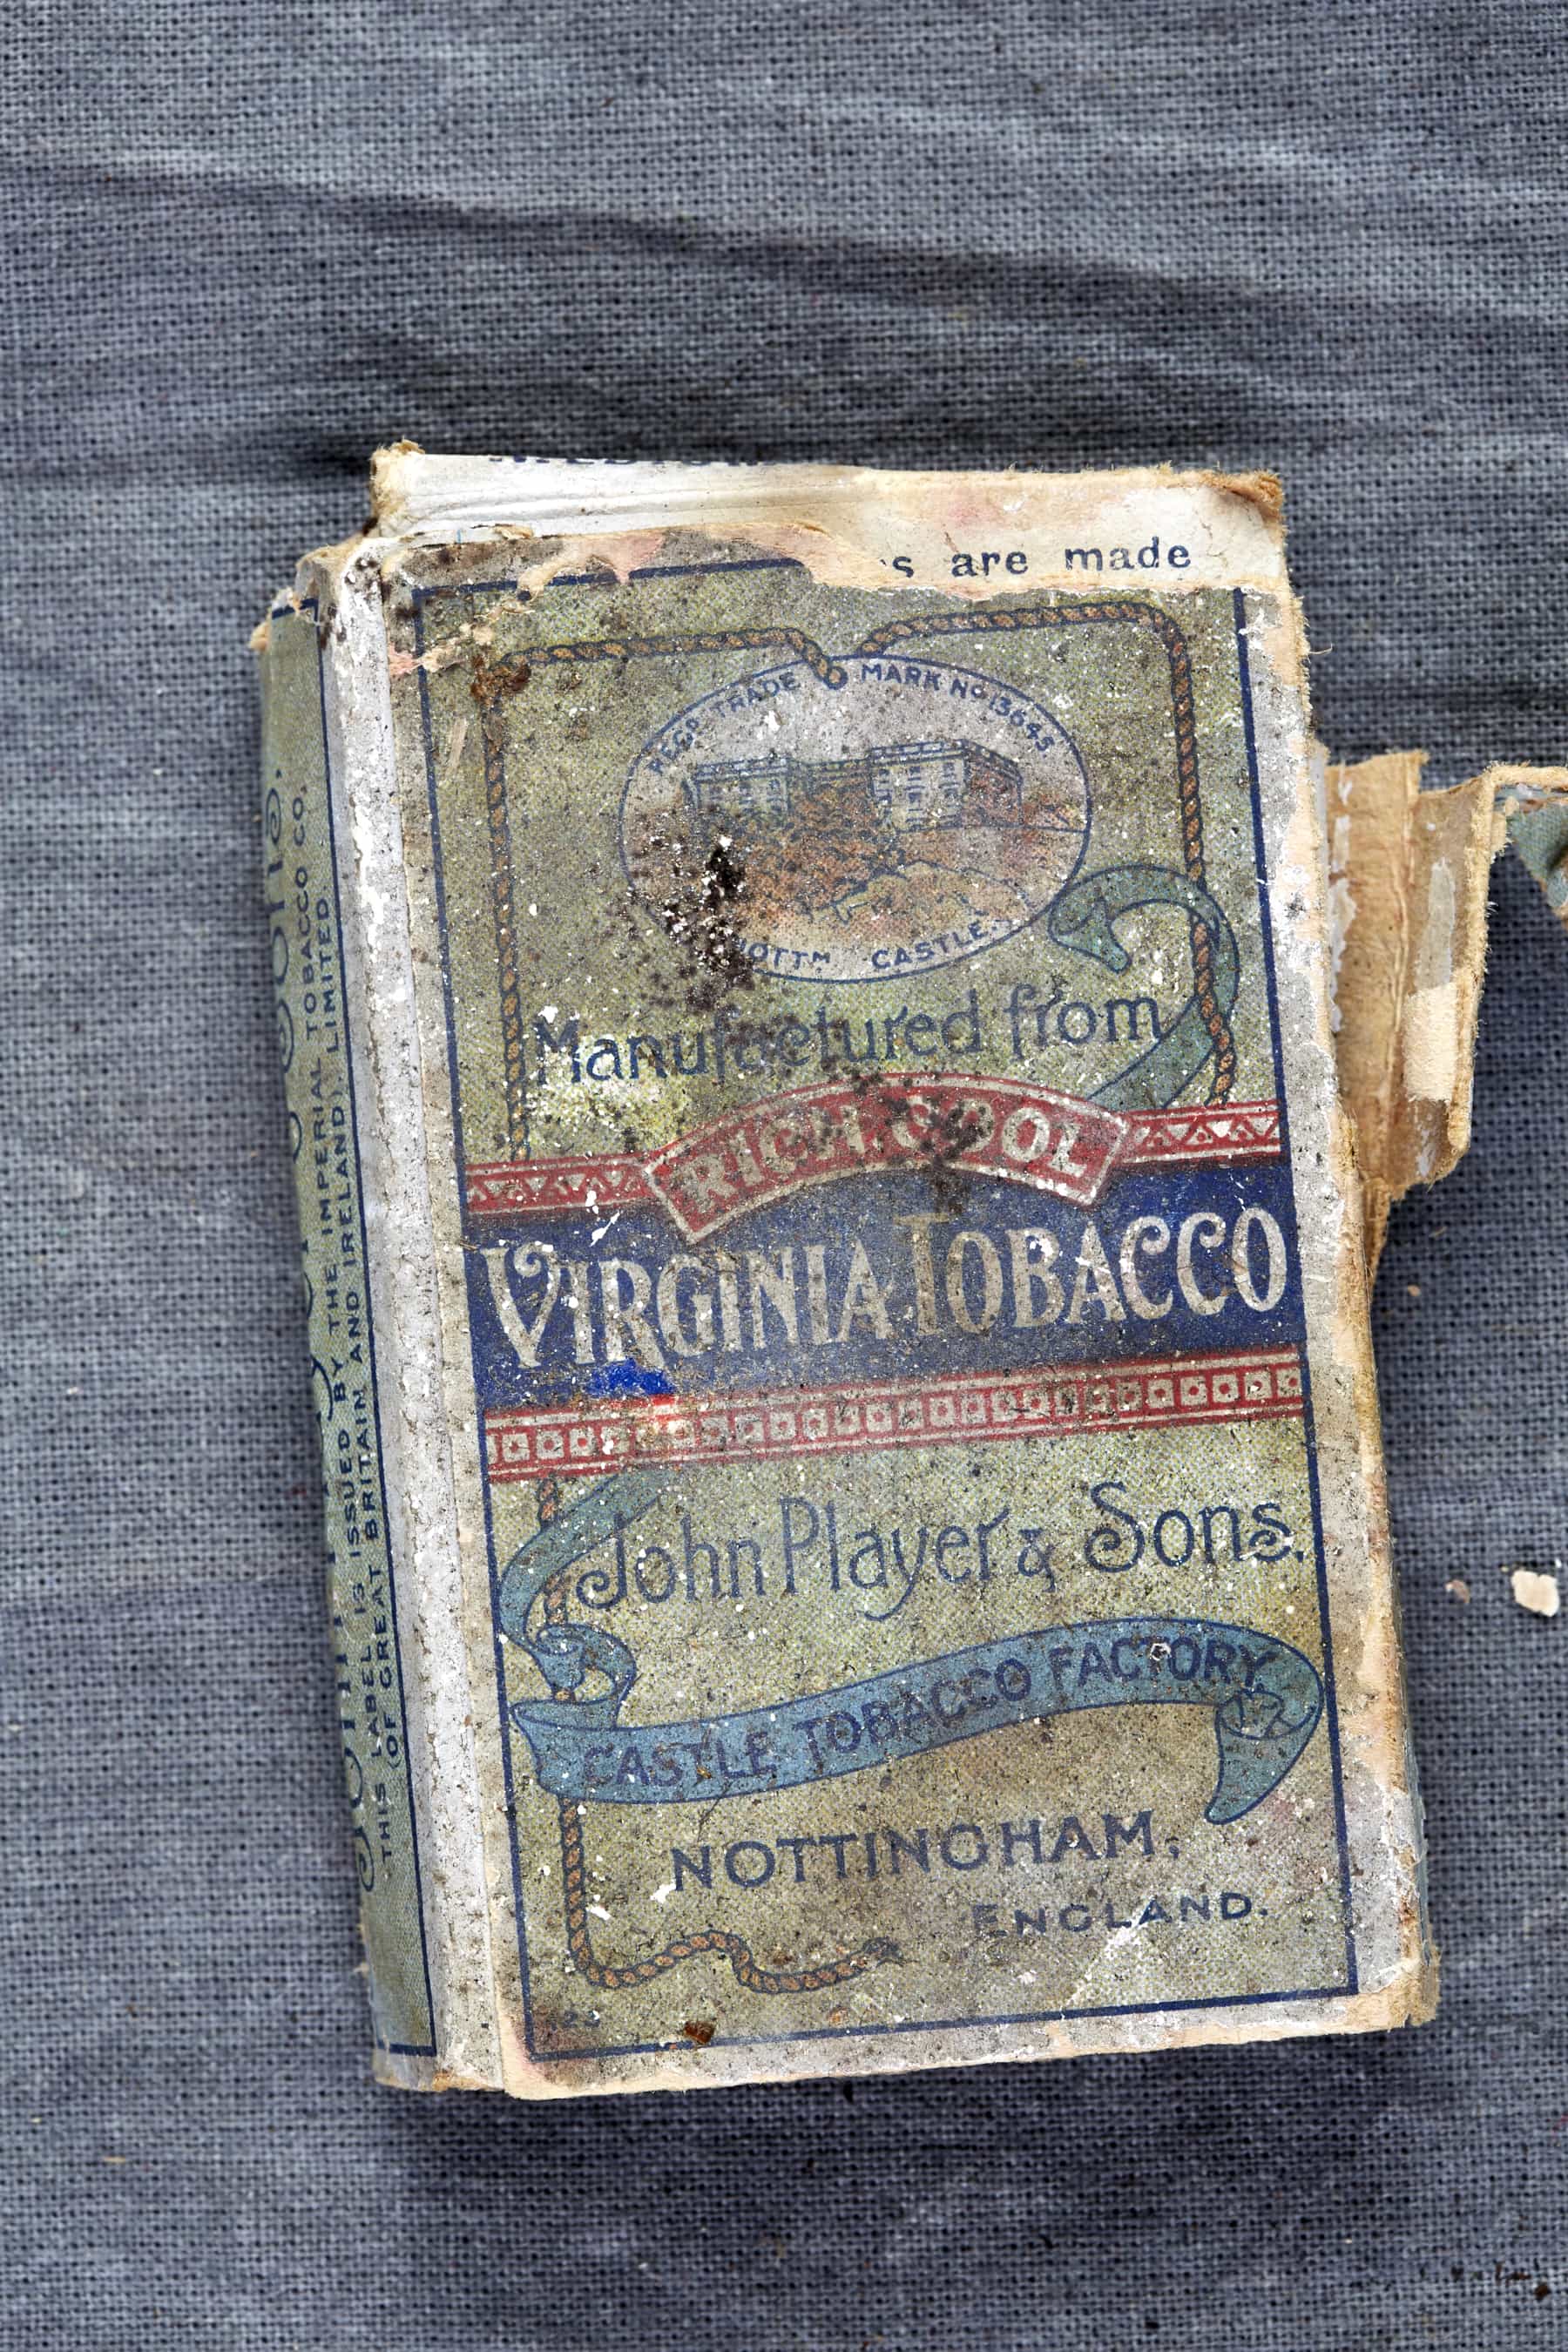 are made
REGD TRADE MARK No 13645
NOTTM CASTLE.
Manufactured from
RICH. COOL
VIRGINIA TOBACCO
John Player & Sons.
CASTLE TOBACCO FACTORY
NOTTINGHAM,
ENGLAND.
Sons,
THIS LABEL IS ISSUED BY THE IMPERIAL TOBACCO CO.
(OF GREAT BRITAIN AND IRELAND). LIMITED.